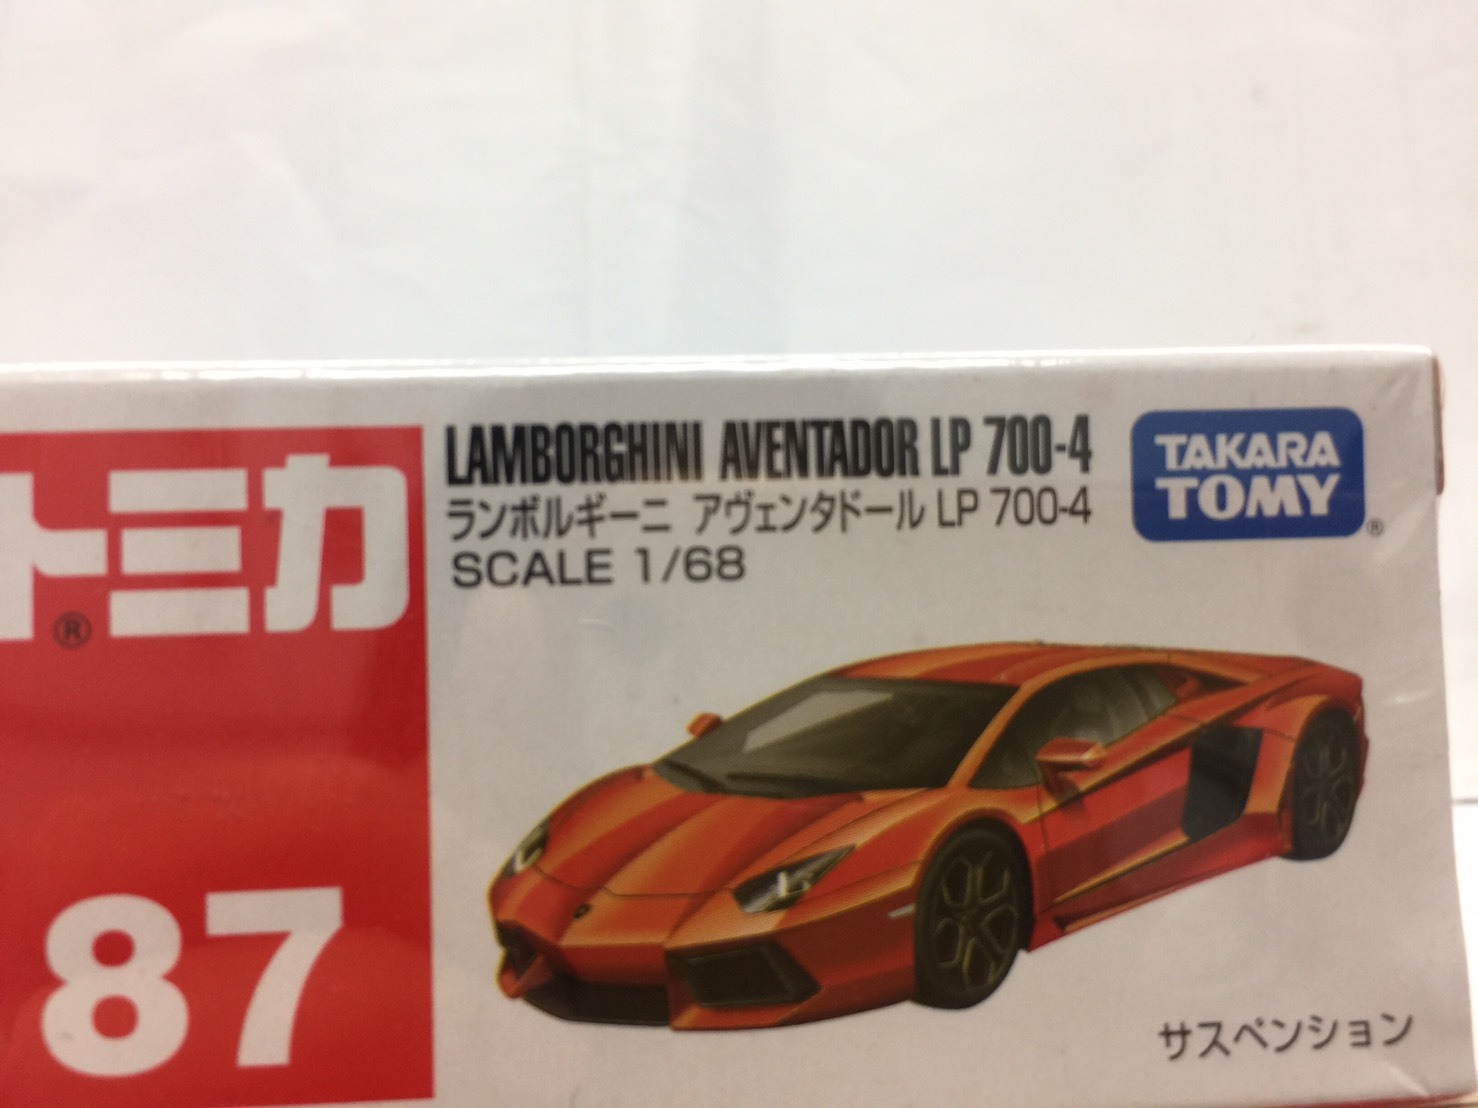 トミカ
®
87
LAMBORGHINI AVENTADOR LP 700-4
ランボルギーニ アヴェンタドール LP 700-4
SCALE 1/68
TAKARA
TOMY
®
サスペンション